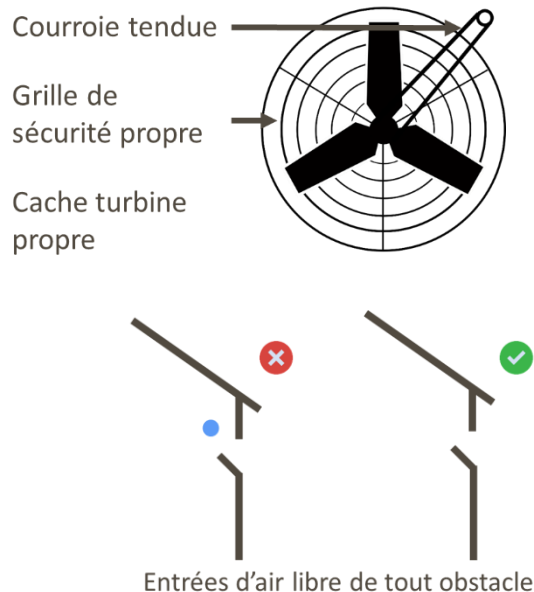 Courroie tendue
Grille de
sécurité propre
Cache turbine
propre
Entrées d'air libre de tout obstacle